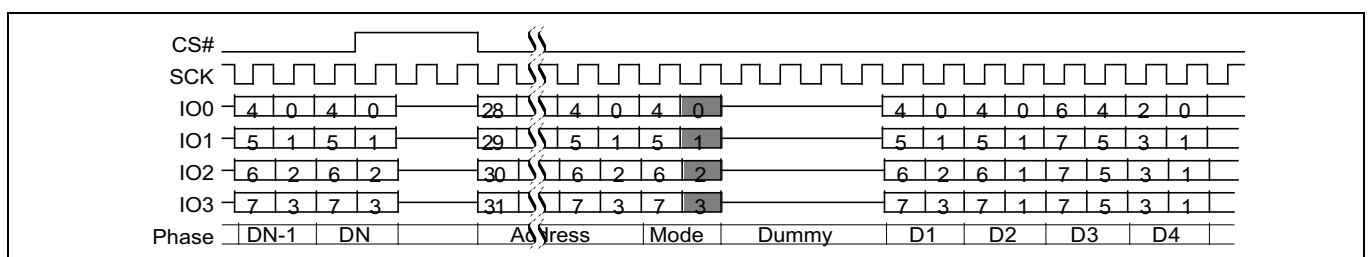 CS#
SCK
IO0 4 0 4 0 28 4 0 4 0 4 0 4 0 6 4 2 0
IO1 5 1 5 1 29 5 1 5 1 5 1 5 1 7 5 3 1
IO2 6 2 6 2 30 6 2 6 2 6 2 6 1 7 5 3 1
IO3 7 3 7 3 31 7 3 7 3 7 3 7 1 7 5 3 1
Phase DN-1 DN Address Mode Dummy D1 D2 D3 D4